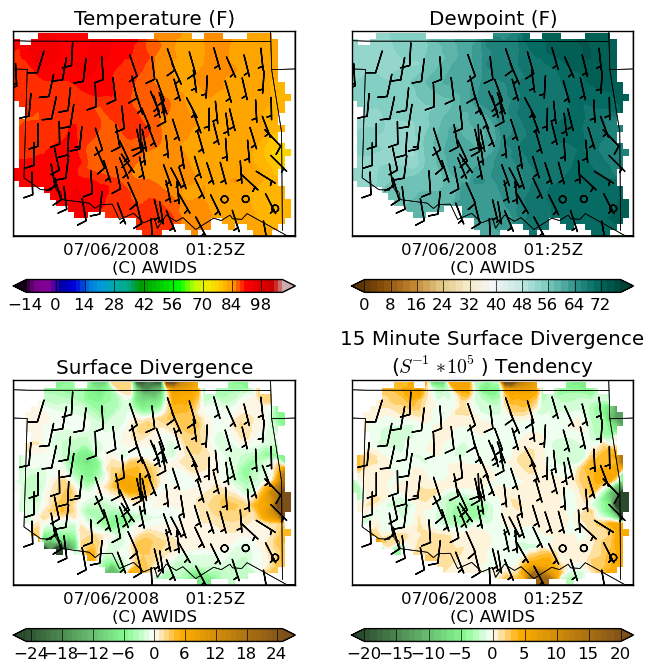 Temperature (F)
07/06/2008 01:25Z
(C) AWIDS
−14 0 14 28 42 56 70 84 98
Dewpoint (F)
07/06/2008 01:25Z
(C) AWIDS
0 8 16 24 32 40 48 56 64 72
Surface Divergence
07/06/2008 01:25Z
(C) AWIDS
−24 −18 −12 −6 0 6 12 18 24
15 Minute Surface Divergence
(S⁻¹ *10⁵ ) Tendency
07/06/2008 01:25Z
(C) AWIDS
−20 −15 −10 −5 0 5 10 15 20